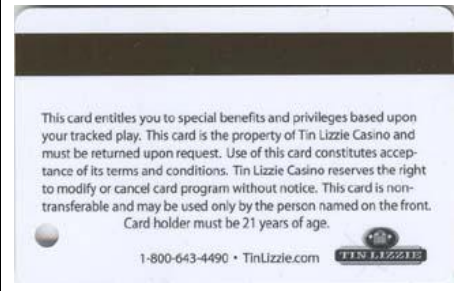 This card entitles you to special benefits and privileges based upon
your tracked play. This card is the property of Tin Lizzie Casino and
must be returned upon request. Use of this card constitutes accep-
tance of its terms and conditions. Tin Lizzie Casino reserves the right
to modify or cancel card program without notice. This card is non-
transferable and may be used only by the person named on the front.
Card holder must be 21 years of age.
1-800-643-4490 • TinLizzie.com
TIN LIZZIE